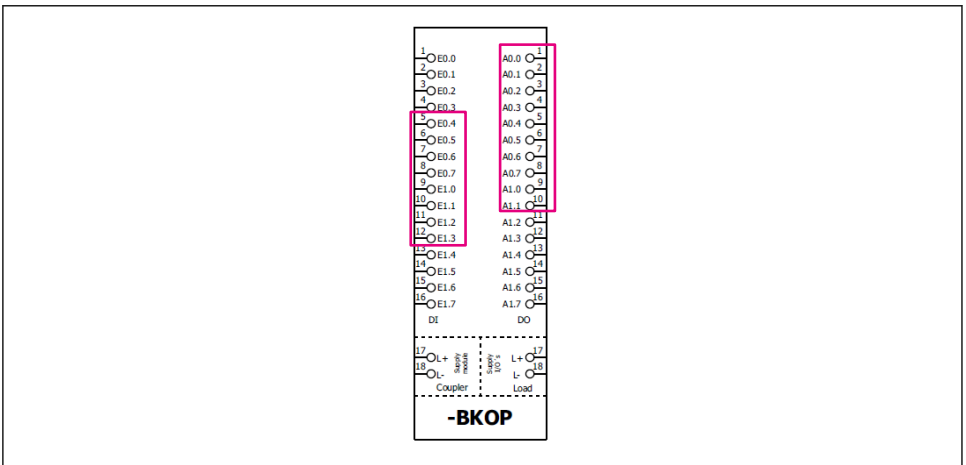 1 E0.0 A0.0 1
2 E0.1 A0.1 2
3 E0.2 A0.2 3
4 E0.3 A0.3 4
5 E0.4 A0.4 5
6 E0.5 A0.5 6
7 E0.6 A0.6 7
8 E0.7 A0.7 8
9 E1.0 A1.0 9
10 E1.1 A1.1 10
11 E1.2 A1.2 11
12 E1.3 A1.3 12
13 E1.4 A1.4 13
14 E1.5 A1.5 14
15 E1.6 A1.6 15
16 E1.7 A1.7 16
DI DO
17 L+ L+ 17
18 L- L- 18
Supply
module
Supply
I/O´s
Coupler Load
-BKOP